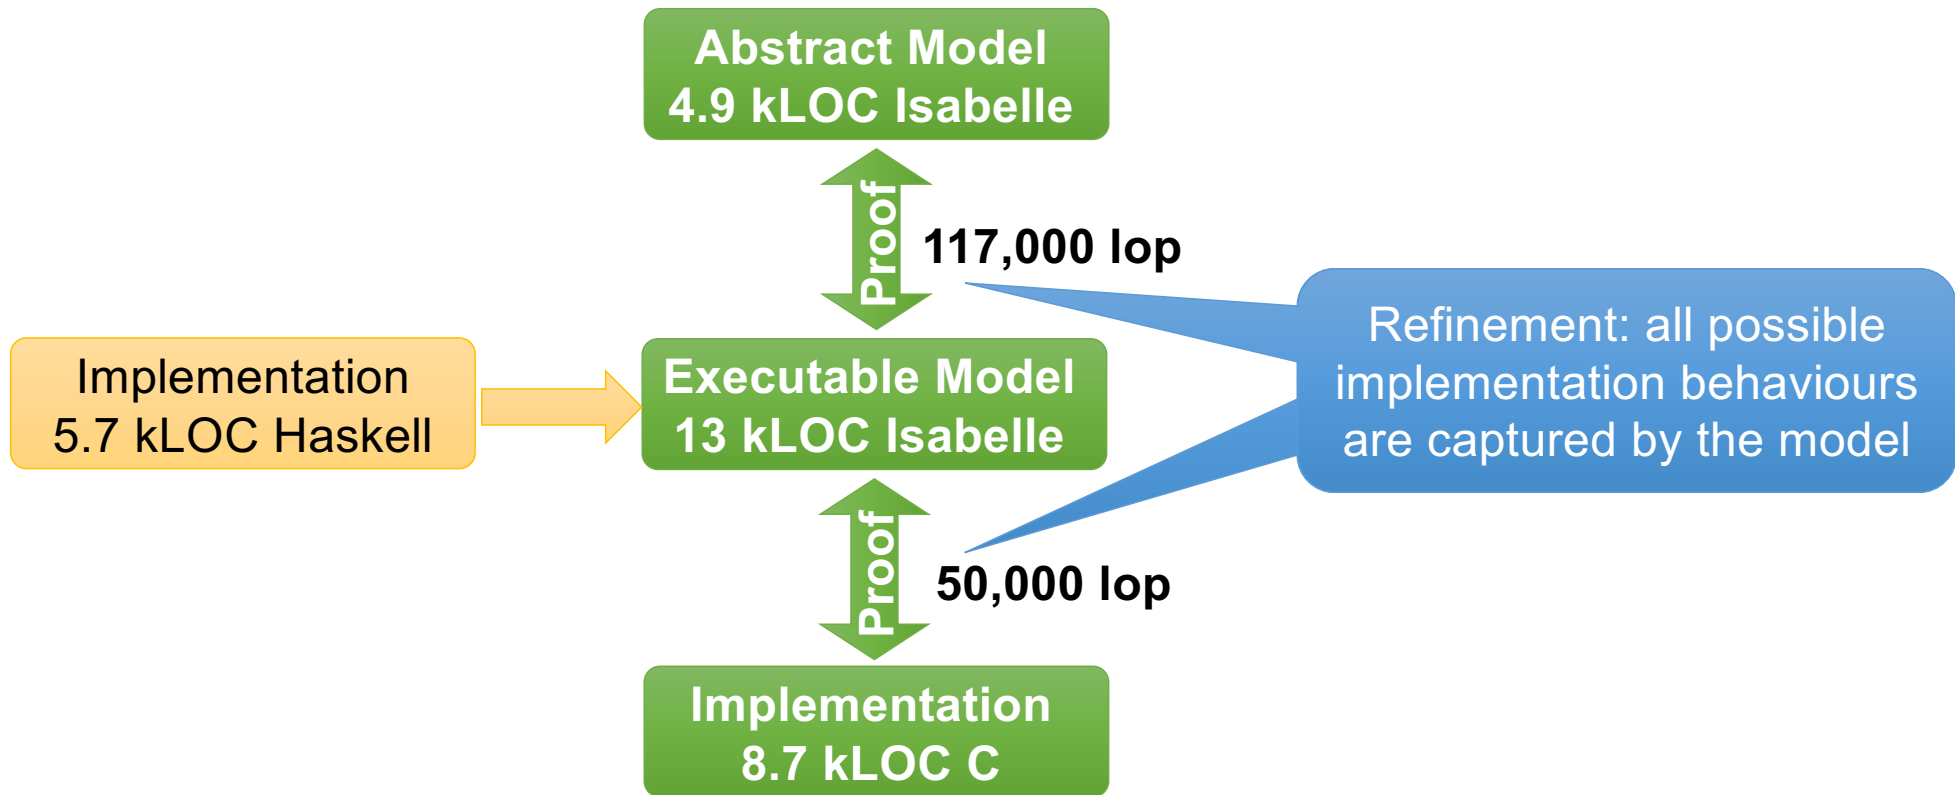 Abstract Model
4.9 kLOC Isabelle
Proof
117,000 lop
Refinement: all possible
implementation behaviours
are captured by the model
Implementation
5.7 kLOC Haskell
Executable Model
13 kLOC Isabelle
Proof
50,000 lop
Implementation
8.7 kLOC C